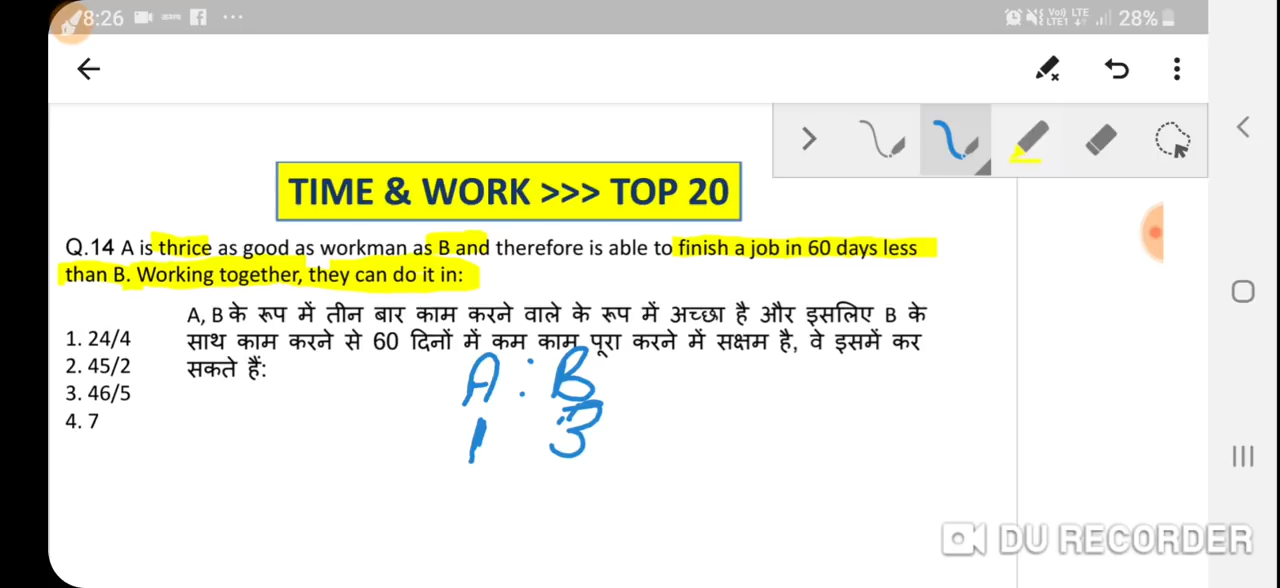 8:26
Vo) LTE
LTE1
28%
TIME & WORK >>> TOP 20
Q.14 A is thrice as good as workman as B and therefore is able to finish a job in 60 days less
than B. Working together, they can do it in:
A, B के रूप में तीन बार काम करने वाले के रूप में अच्छा है और इसलिए B के
साथ काम करने से 60 दिनों में कम काम पूरा करने में सक्षम है, वे इसमें कर
सकते हैं:
1. 24/4
2. 45/2
3. 46/5
4. 7
A : B
1 3
DU RECORDER